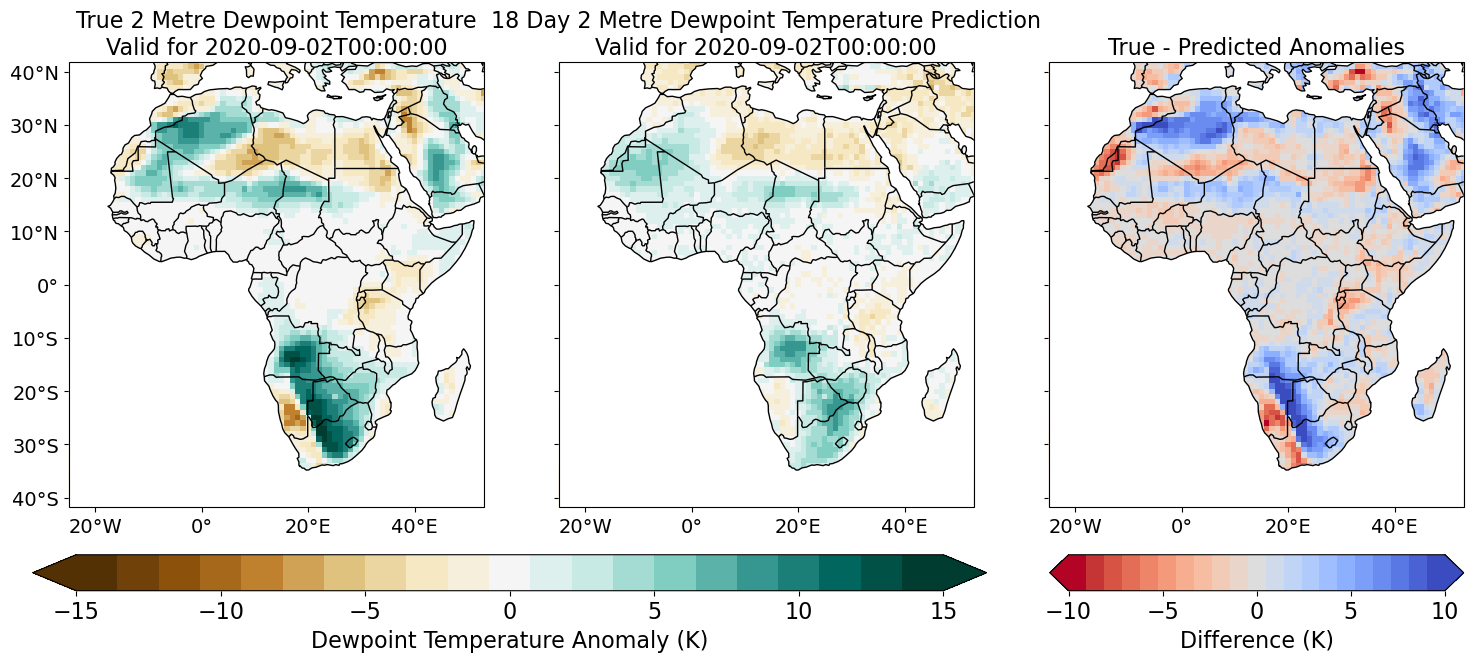 True 2 Metre Dewpoint Temperature
Valid for 2020-09-02T00:00:00
18 Day 2 Metre Dewpoint Temperature Prediction
Valid for 2020-09-02T00:00:00
True - Predicted Anomalies
40°N
30°N
20°N
10°N
0°
10°S
20°S
30°S
40°S
20°W 0° 20°E 40°E
20°W 0° 20°E 40°E
20°W 0° 20°E 40°E
−15 −10 −5 0 5 10 15
Dewpoint Temperature Anomaly (K)
−10 −5 0 5 10
Difference (K)